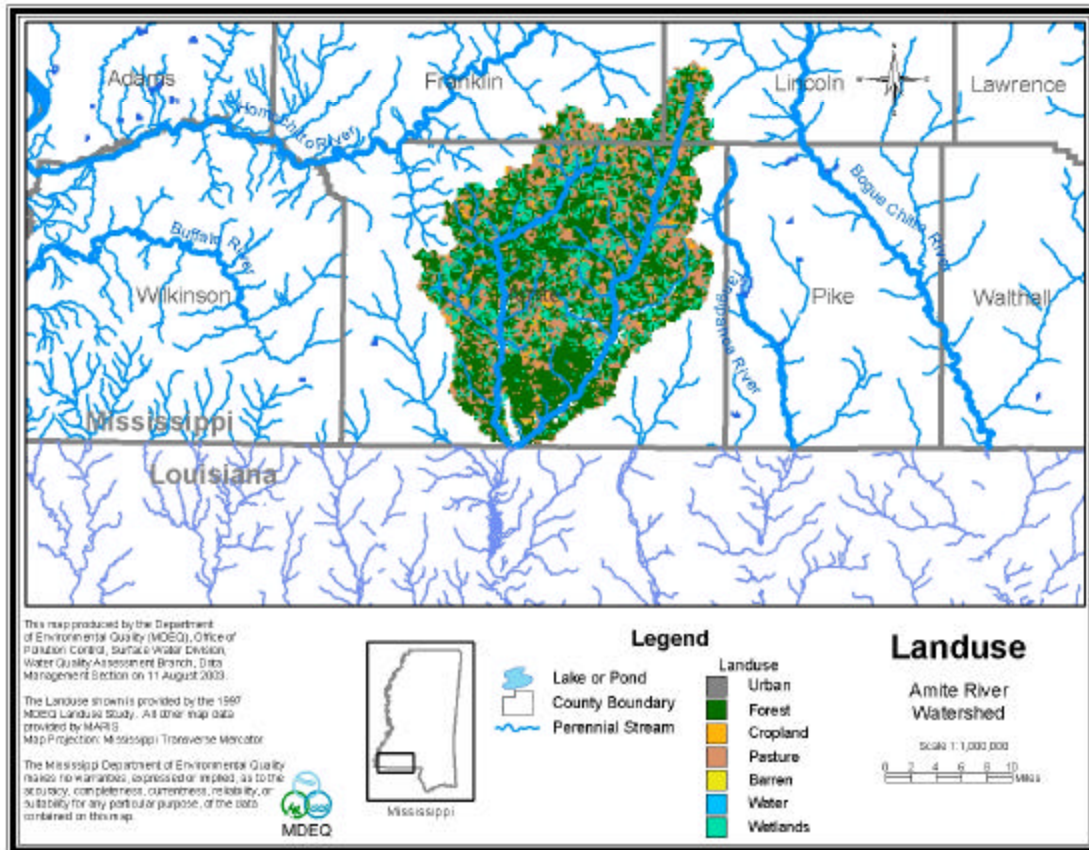 Adams
Franklin
Lincoln
Lawrence
Homochitto River
Bogue Chitto River
Buffalo River
Wilkinson
Pike
Walthall
Tangipahoa River
Mississippi
Louisiana
This map produced by the Department
of Environmental Quality (MDEQ), Office of
Pollution Control, Surface Water Division,
Water Quality Assessment Branch, Data
Management Section on 11 August 2003.
The Landuse shown is provided by the 1997
MDEQ Landuse Study. All other map data
provided by MARIS.
Map Projection: Mississippi Transverse Mercator
The Mississippi Department of Environmental Quality
makes no warranties, expressed or implied, as to the
accuracy, completeness, currentness, reliability, or
suitability for any particular purpose, of the data
contained on this map.
MDEQ
Mississippi
Legend
Lake or Pond
County Boundary
Perennial Stream
Landuse
Urban
Forest
Cropland
Pasture
Barren
Water
Wetlands
Landuse
Amite River
Watershed
Scale 1:1,000,000
0 2 4 6 8 10
Miles